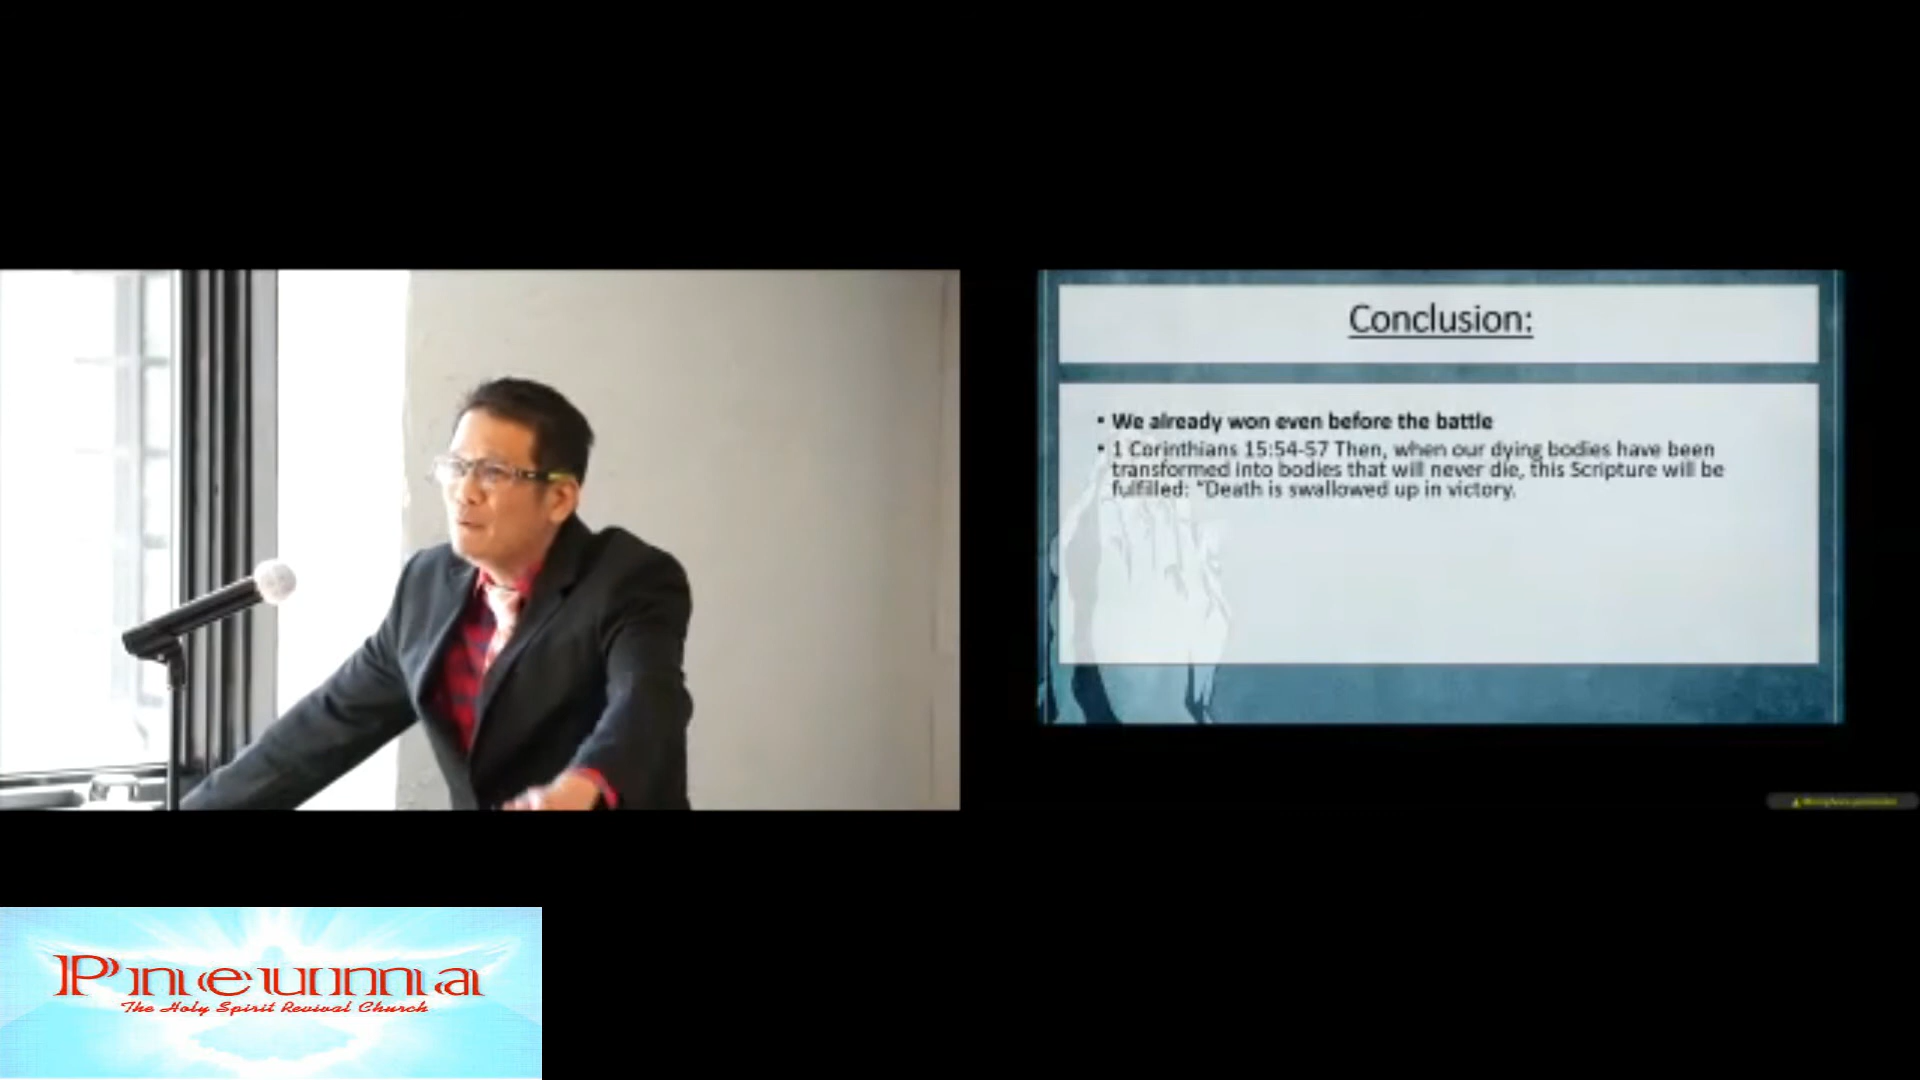 Conclusion:
• We already won even before the battle
• 1 Corinthians 15:54-57 Then, when our dying bodies have been
transformed into bodies that will never die, this Scripture will be
fulfilled: "Death is swallowed up in victory.
Pneuma
The Holy Spirit Revival Church